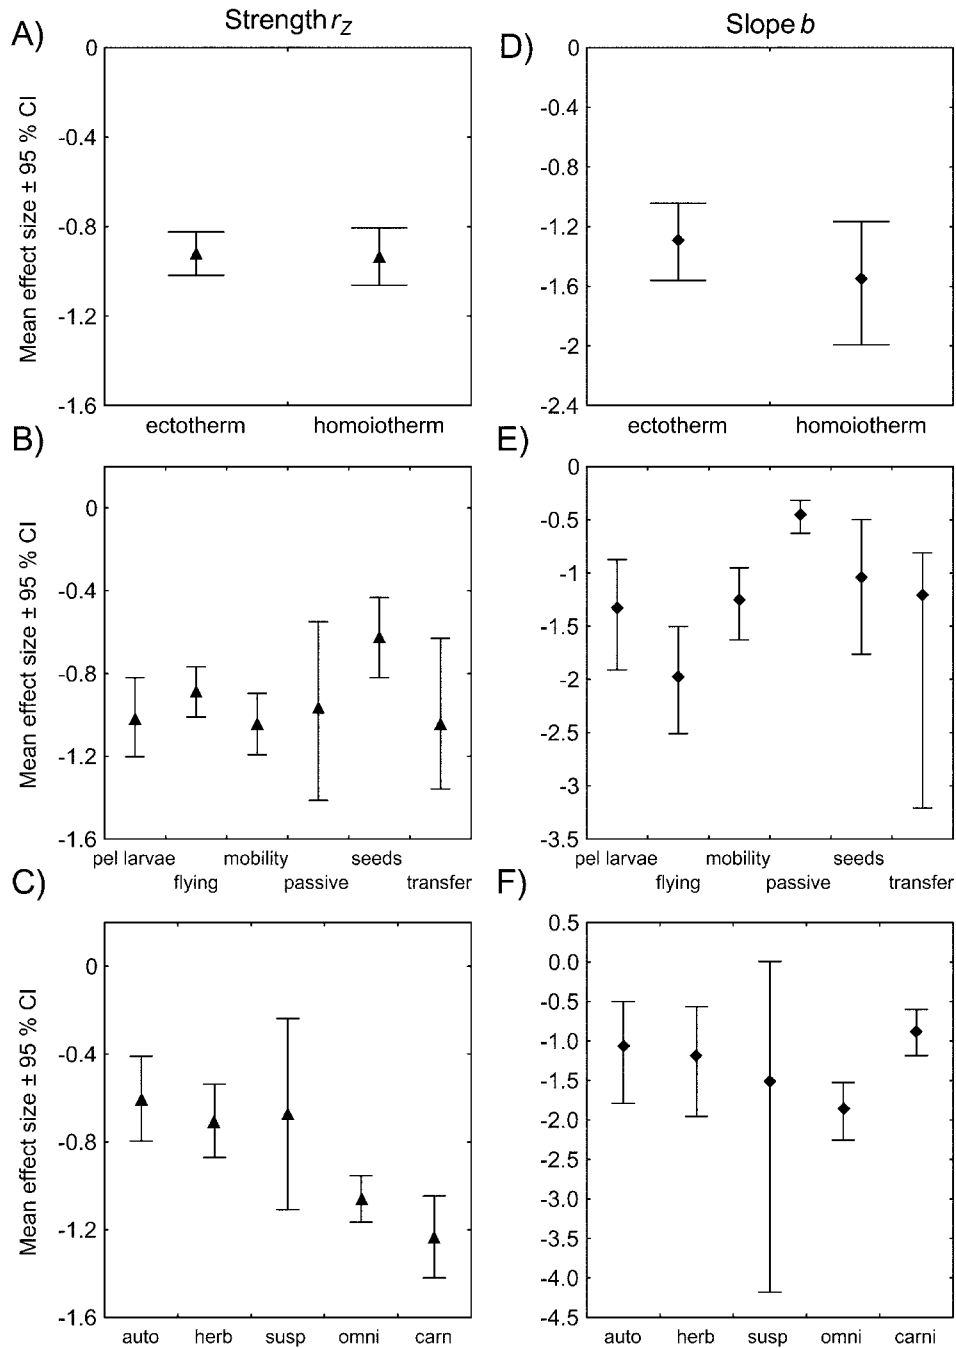 Strength rz
Slope b
A)
D)
Mean effect size ± 95 % CI
0
-0.4
-0.8
-1.2
-1.6
ectotherm
homoiotherm
0
-0.4
-0.8
-1.2
-1.6
-2
-2.4
ectotherm
homoiotherm
B)
E)
Mean effect size ± 95 % CI
0
-0.4
-0.8
-1.2
-1.6
pel larvae
flying
mobility
passive
seeds
transfer
0
-0.5
-1
-1.5
-2
-2.5
-3
-3.5
pel larvae
flying
mobility
passive
seeds
transfer
C)
F)
Mean effect size ± 95 % CI
0
-0.4
-0.8
-1.2
-1.6
auto
herb
susp
omni
carn
0.5
0.0
-0.5
-1.0
-1.5
-2.0
-2.5
-3.0
-3.5
-4.0
-4.5
auto
herb
susp
omni
carni